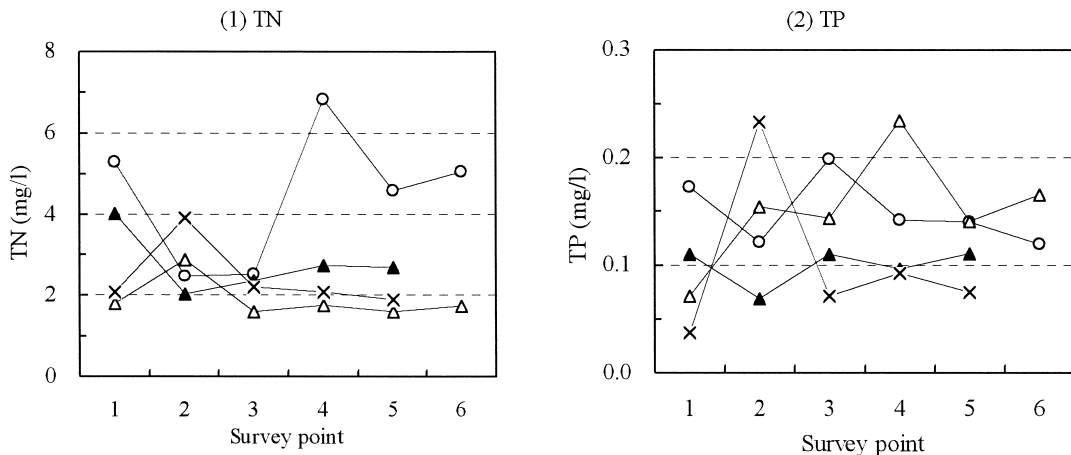 (1) TN
8
6
4
2
0
TN (mg/l)
1 2 3 4 5 6
Survey point
(2) TP
0.3
0.2
0.1
0.0
TP (mg/l)
1 2 3 4 5 6
Survey point